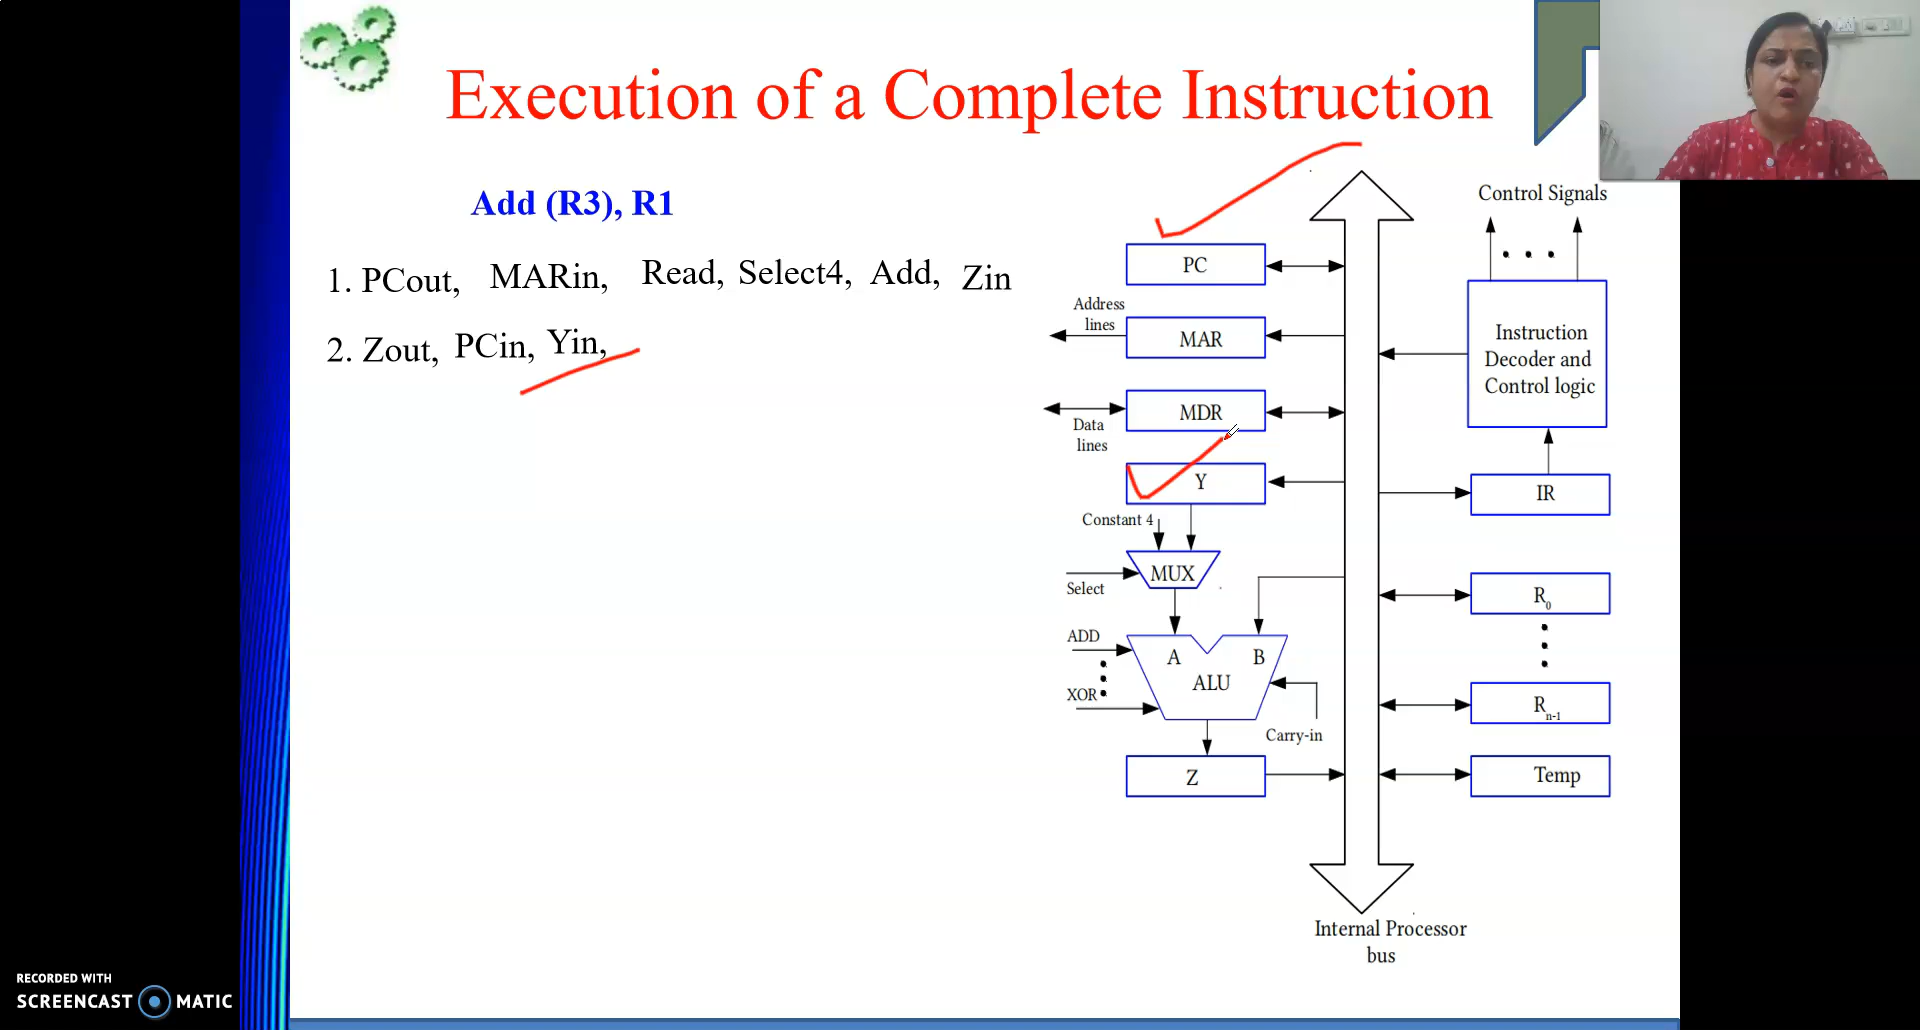 Execution of a Complete Instruction
Add (R3), R1
1. PCout, MARin, Read, Select4, Add, Zin
2. Zout, PCin, Yin,
Control Signals
PC
Address
lines
MAR
Instruction
Decoder and
Control logic
MDR
Data
lines
Y
IR
Constant 4
MUX
Select
R0
ADD
A B
ALU
XOR
Rn-1
Carry-in
Z
Temp
Internal Processor
bus
RECORDED WITH
SCREENCAST MATIC